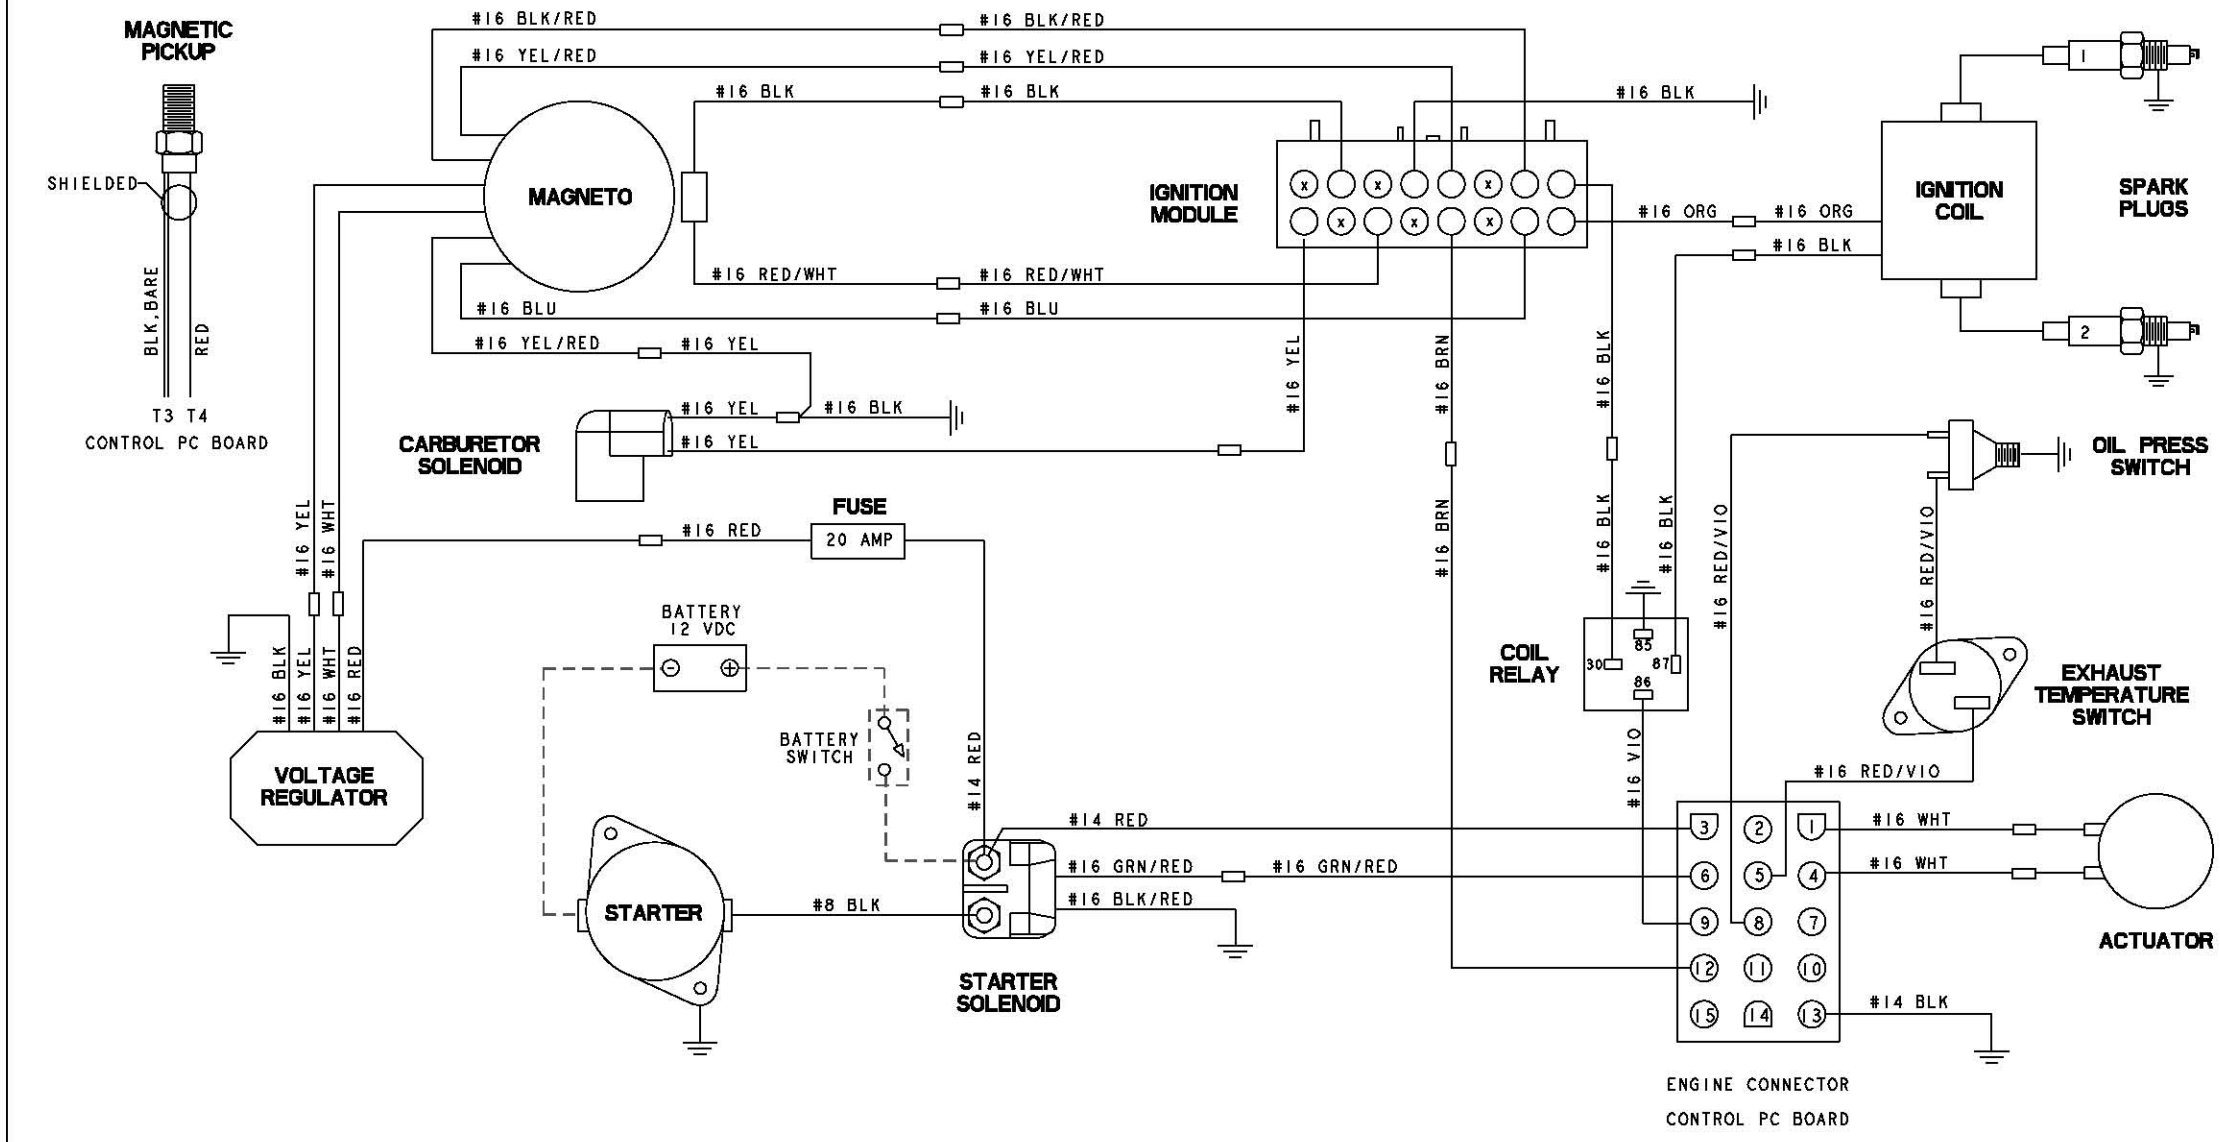 MAGNETIC
PICKUP
SHIELDED
BLK,BARE
RED
T3 T4
CONTROL PC BOARD
#16 BLK/RED
#16 BLK/RED
#16 YEL/RED
#16 YEL/RED
#16 BLK
#16 BLK
#16 BLK
MAGNETO
IGNITION
MODULE
x
x
x
x
x
x
#16 RED/WHT
#16 RED/WHT
#16 BLU
#16 BLU
#16 YEL/RED
#16 YEL
#16 YEL
#16 BLK
#16 YEL
CARBURETOR
SOLENOID
#16 YEL
#16 BRN
#16 BLK
#16 ORG
#16 ORG
#16 BLK
1
IGNITION
COIL
SPARK
PLUGS
2
OIL PRESS
SWITCH
FUSE
#16 RED
20 AMP
#16 YEL
#16 WHT
#16 BRN
#16 BLK
#16 BLK
#16 RED/VIO
#16 RED/VIO
BATTERY
12 VDC
-
+
#16 BLK
#16 YEL
#16 WHT
#16 RED
BATTERY
SWITCH
#14 RED
COIL
RELAY
85
30
87
86
#16 VIO
EXHAUST
TEMPERATURE
SWITCH
#16 RED/VIO
VOLTAGE
REGULATOR
#14 RED
#16 GRN/RED
#16 GRN/RED
#16 BLK/RED
STARTER
#8 BLK
STARTER
SOLENOID
3 2 1
6 5 4
9 8 7
12 11 10
15 14 13
#16 WHT
#16 WHT
ACTUATOR
#14 BLK
ENGINE CONNECTOR
CONTROL PC BOARD